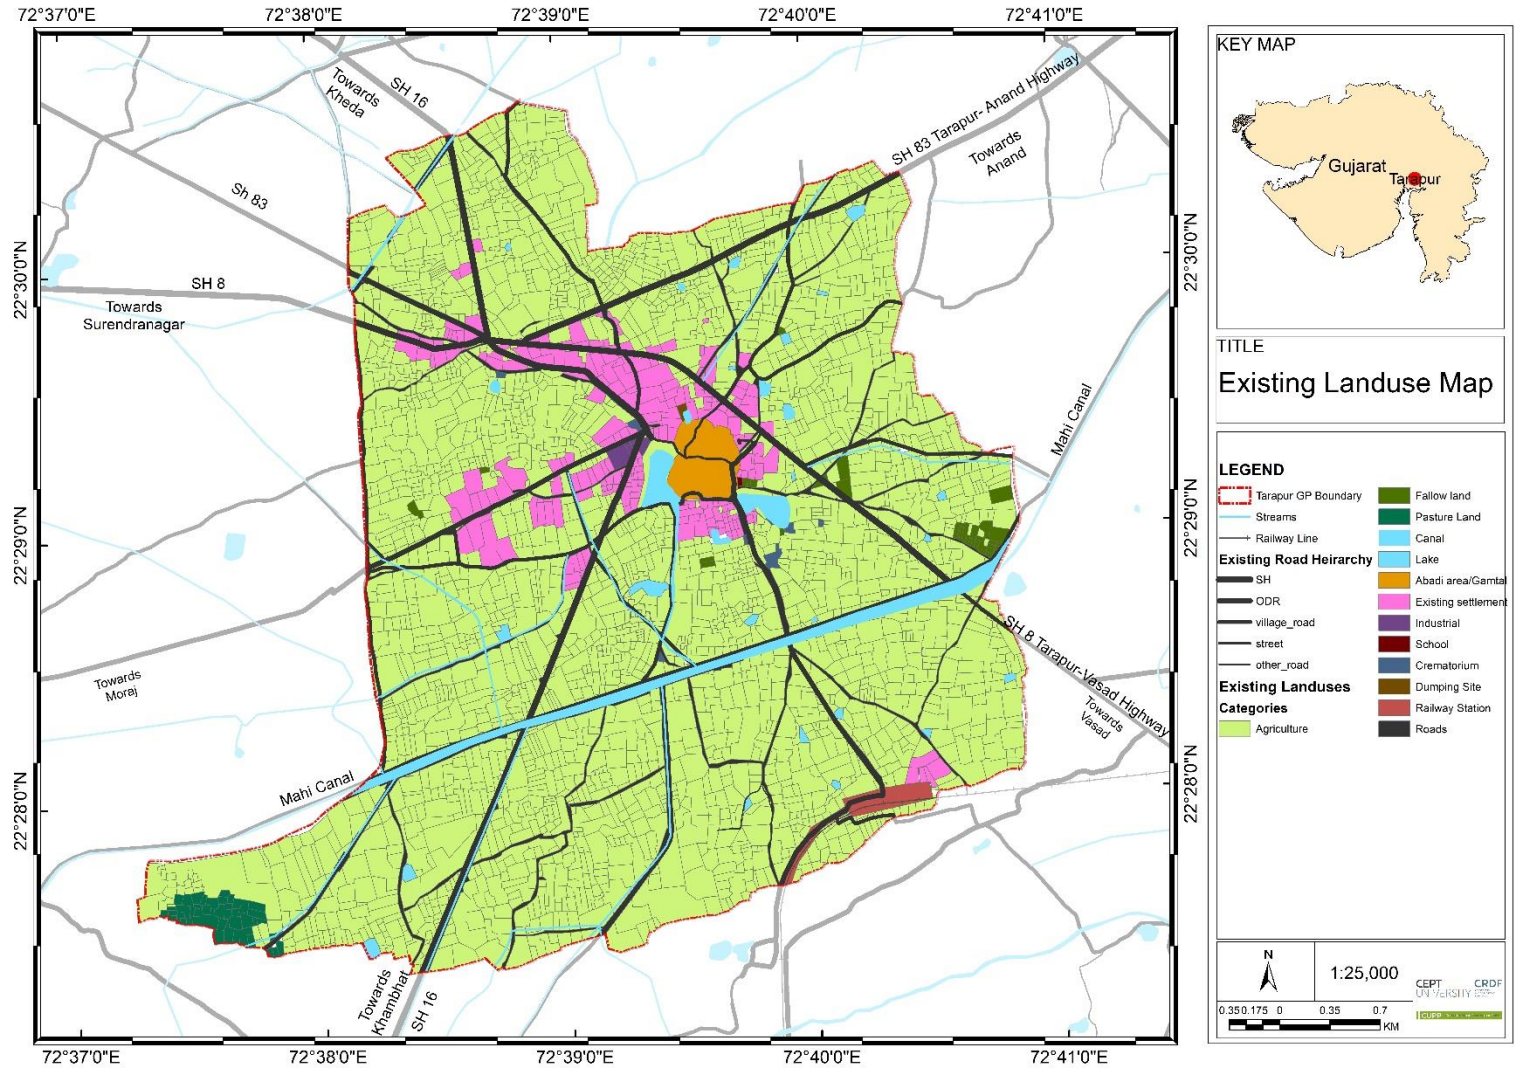 72°37'0"E
72°38'0"E
72°39'0"E
72°40'0"E
72°41'0"E
Towards
Kheda
SH 16
SH 83 Tarapur- Anand Highway
Towards
Anand
Sh 83
SH 8
Towards
Surendranagar
22°30'0"N
22°29'0"N
22°28'0"N
22°30'0"N
22°29'0"N
22°28'0"N
Mahi Canal
SH 8 Tarapur-Vasad Highway
Towards
Vasad
Towards
Moraj
Mahi Canal
Towards
Khambhat
SH 16
72°37'0"E
72°38'0"E
72°39'0"E
72°40'0"E
72°41'0"E
KEY MAP
Gujarat
Tarapur
TITLE
Existing Landuse Map
LEGEND
Tarapur GP Boundary
Streams
Railway Line
Existing Road Heirarchy
SH
ODR
village_road
street
other_road
Existing Landuses
Categories
Agriculture
Fallow land
Pasture Land
Canal
Lake
Abadi area/Gamtal
Existing settlement
Industrial
School
Crematorium
Dumping Site
Railway Station
Roads
N
1:25,000
CEPT
UNIVERSITY
CRDF
CUPP
0.35 0.175 0 0.35 0.7
KM